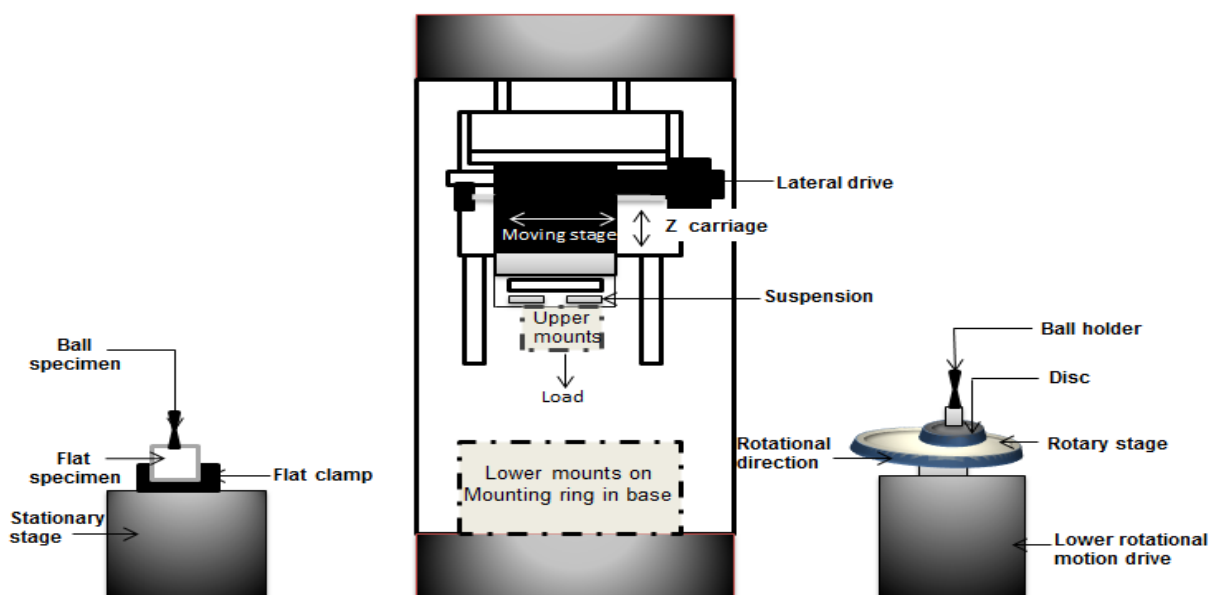 Ball
specimen
Flat
specimen
Flat clamp
Stationary
stage
Lateral drive
Moving stage
Z carriage
Suspension
Upper
mounts
Load
Lower mounts on
Mounting ring in base
Ball holder
Disc
Rotational
direction
Rotary stage
Lower rotational
motion drive